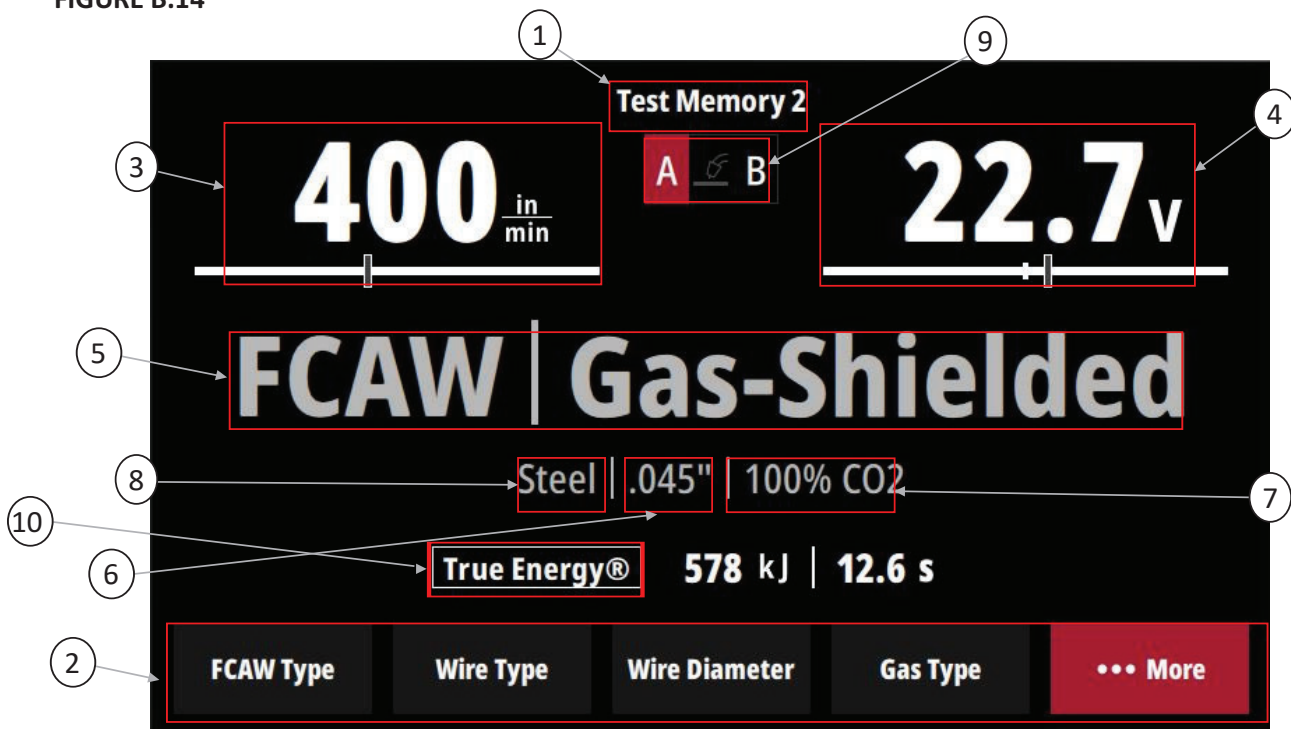 FIGURE B.14
1
9
Test Memory 2
4
3
400 in/min
A B
22.7 V
5
FCAW | Gas-Shielded
8
Steel | .045" | 100% CO2
7
10
6
True Energy® 578 kJ | 12.6 s
2
FCAW Type Wire Type Wire Diameter Gas Type ••• More